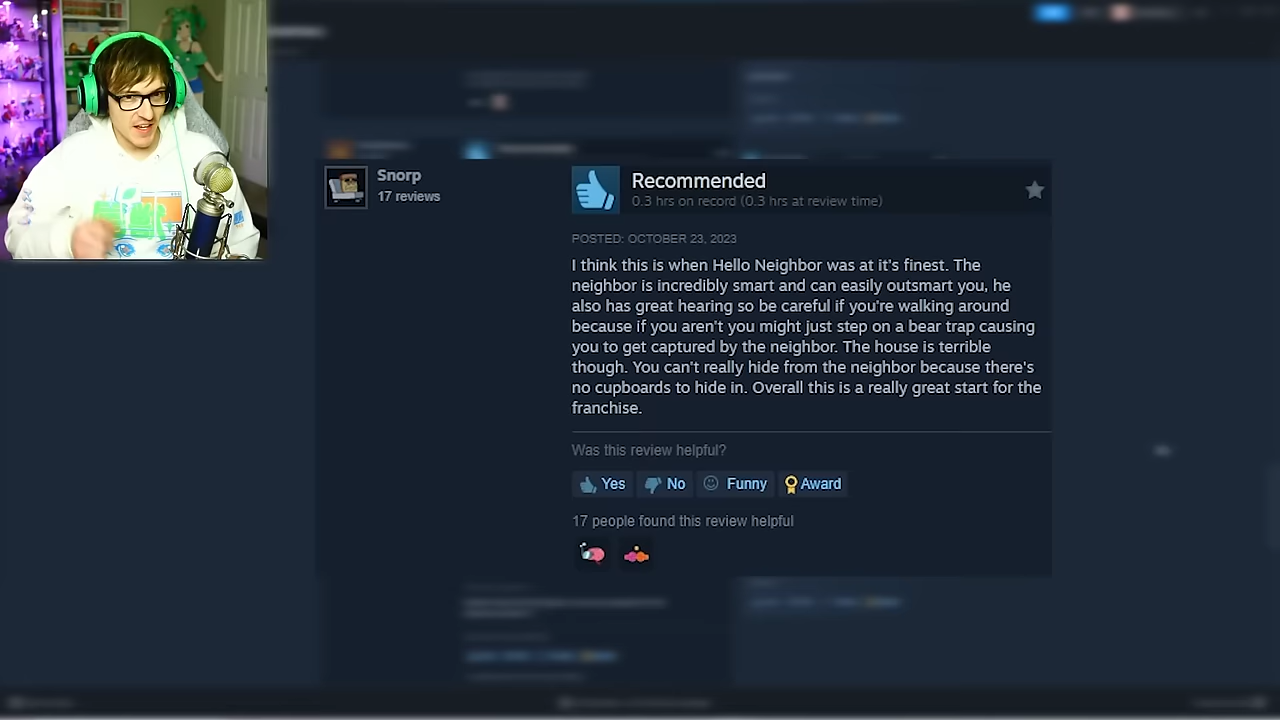 Snorp
17 reviews
Recommended
0.3 hrs on record (0.3 hrs at review time)
POSTED: OCTOBER 23, 2023
I think this is when Hello Neighbor was at it's finest. The
neighbor is incredibly smart and can easily outsmart you, he
also has great hearing so be careful if you're walking around
because if you aren't you might just step on a bear trap causing
you to get captured by the neighbor. The house is terrible
though. You can't really hide from the neighbor because there's
no cupboards to hide in. Overall this is a really great start for the
franchise.
Was this review helpful?
Yes No Funny Award
17 people found this review helpful